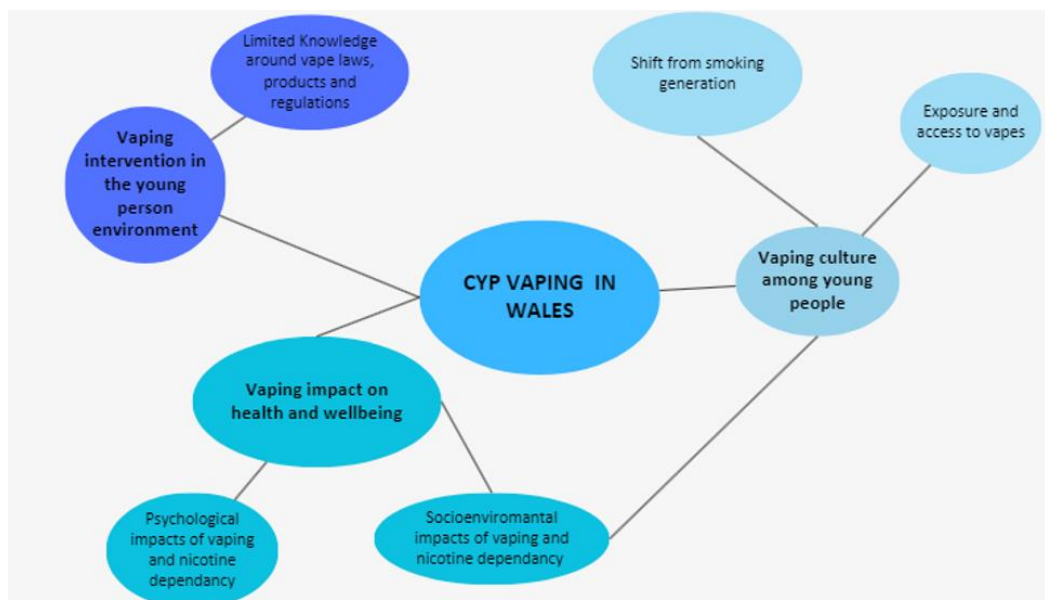 Limited Knowledge
around vape laws,
products and
regulations
Shift from smoking
generation
Exposure and
access to vapes
Vaping
intervention in
the young
person
environment
CYP VAPING IN
WALES
Vaping culture
among young
people
Vaping impact on
health and wellbeing
Psychological
impacts of vaping
and nicotine
dependancy
Socioenviromantal
impacts of vaping and
nicotine dependancy